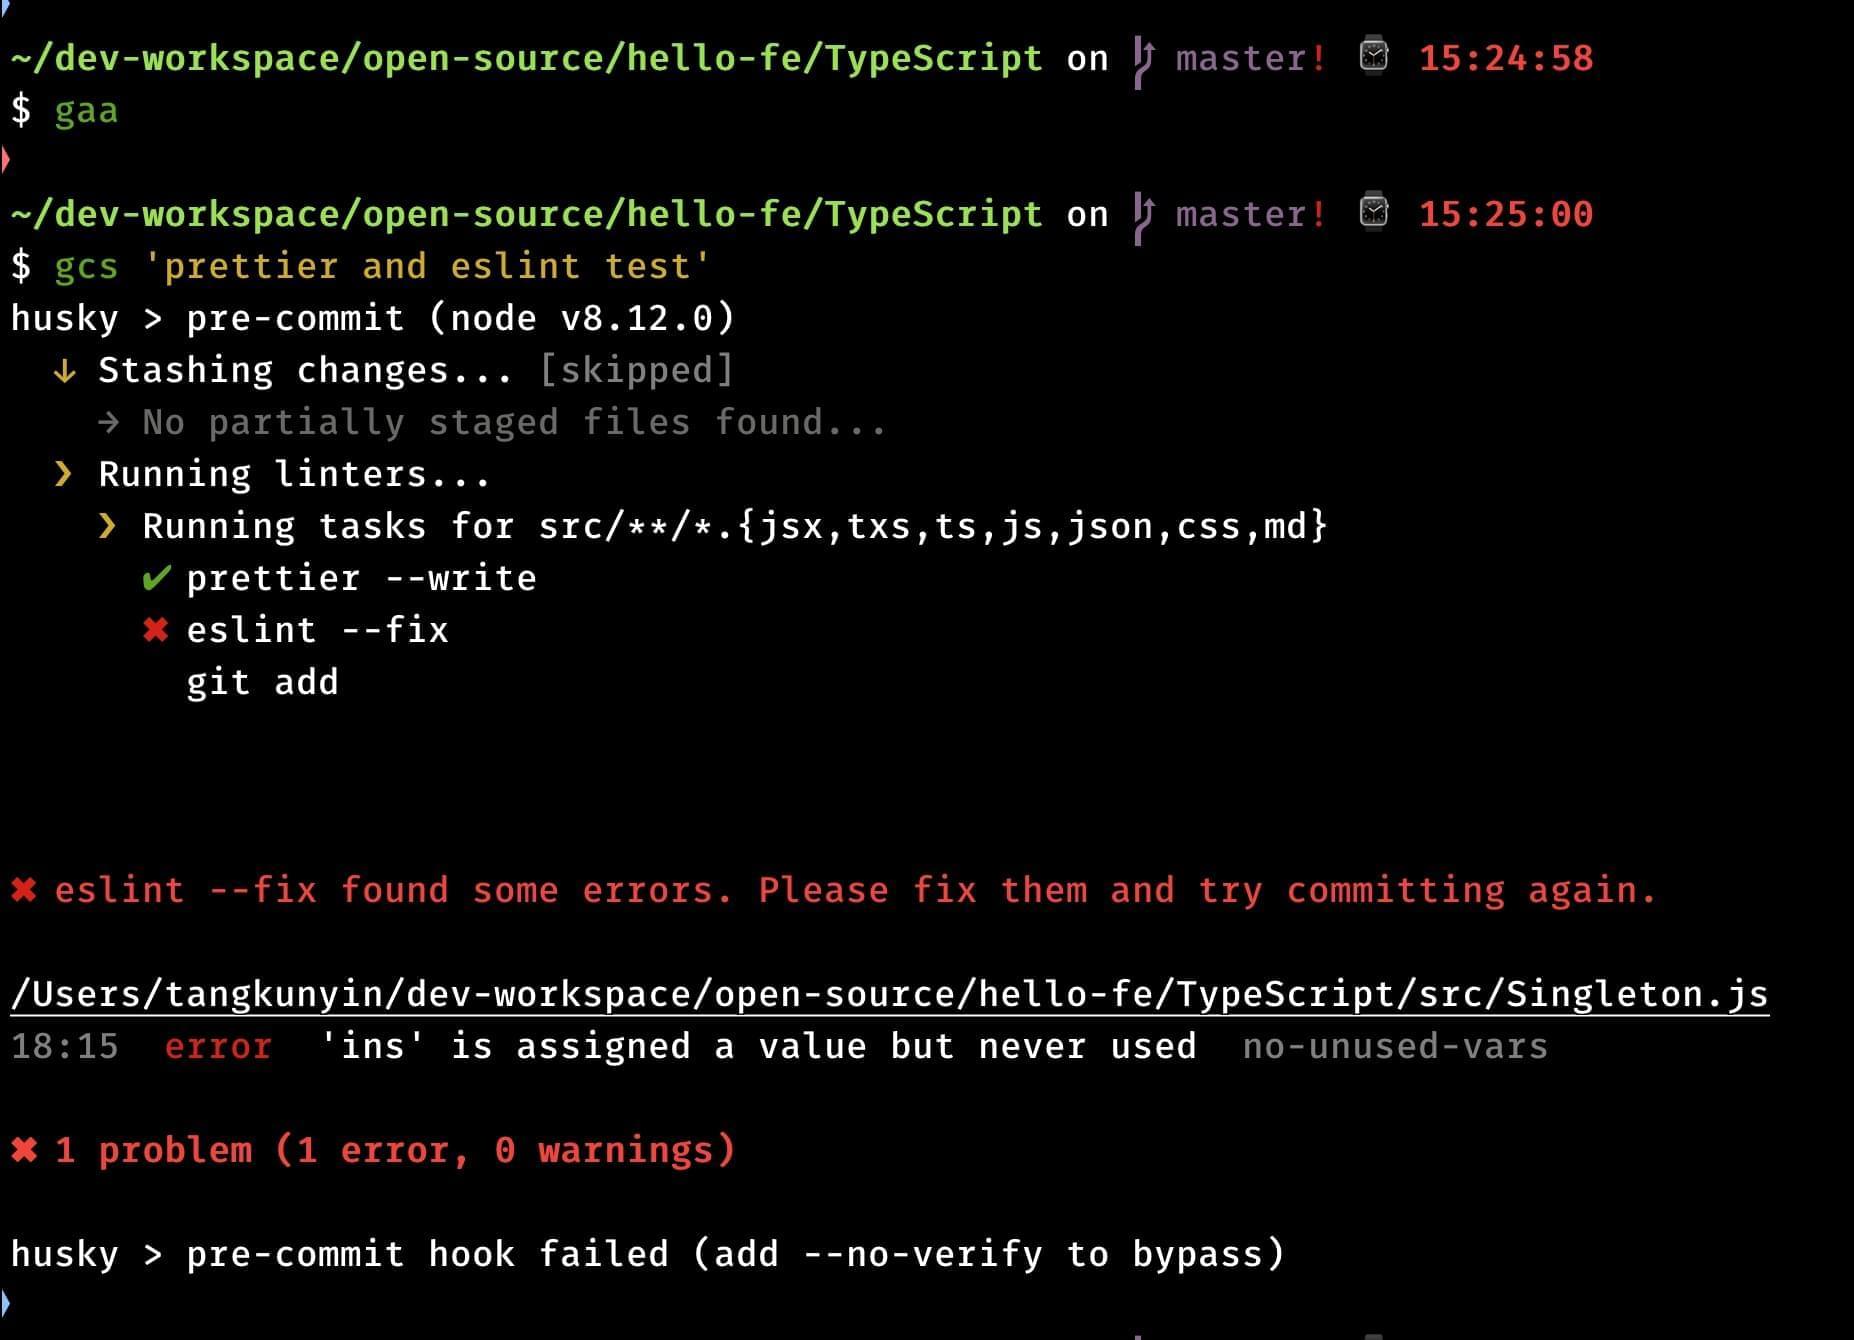 ~/dev-workspace/open-source/hello-fe/TypeScript on master! ⌚ 15:24:58
$ gaa
~/dev-workspace/open-source/hello-fe/TypeScript on master! ⌚ 15:25:00
$ gcs 'prettier and eslint test'
husky > pre-commit (node v8.12.0)
↓ Stashing changes... [skipped]
→ No partially staged files found...
❯ Running linters...
❯ Running tasks for src/**/*.{jsx,txs,ts,js,json,css,md}
✔ prettier --write
✖ eslint --fix
git add
✖ eslint --fix found some errors. Please fix them and try committing again.
/Users/tangkunyin/dev-workspace/open-source/hello-fe/TypeScript/src/Singleton.js
18:15 error 'ins' is assigned a value but never used no-unused-vars
✖ 1 problem (1 error, 0 warnings)
husky > pre-commit hook failed (add --no-verify to bypass)